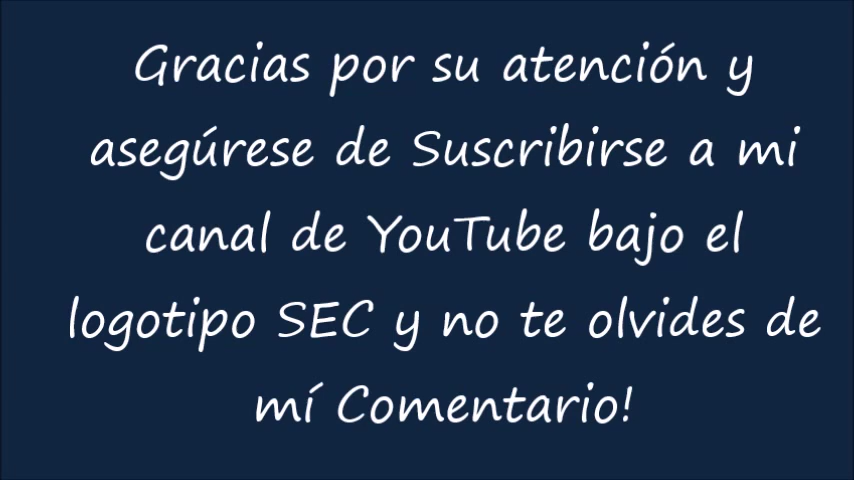 Gracias por su atención y
asegúrese de Suscribirse a mi
canal de YouTube bajo el
logotipo SEC y no te olvides de
mí Comentario!